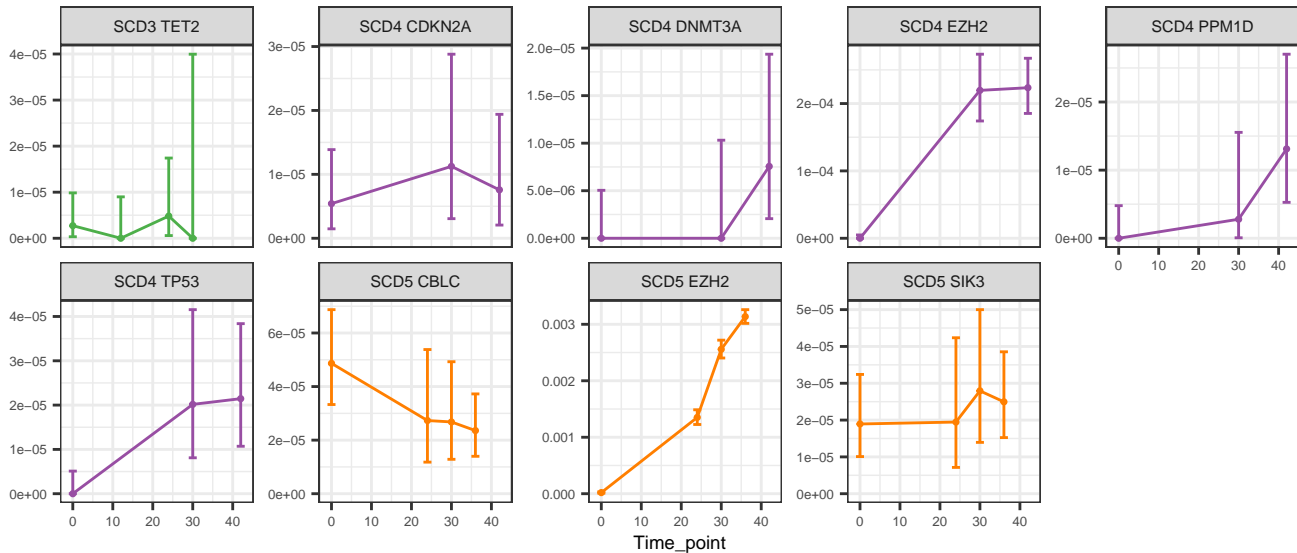 SCD3 TET2
SCD4 CDKN2A
SCD4 DNMT3A
SCD4 EZH2
SCD4 PPM1D
4e−05
3e−05
2e−05
1e−05
0e+00
3e−05
2e−05
1e−05
0e+00
2.0e−05
1.5e−05
1.0e−05
5.0e−06
0.0e+00
2e−04
1e−04
0e+00
2e−05
1e−05
0e+00
0 10 20 30 40
SCD4 TP53
SCD5 CBLC
SCD5 EZH2
SCD5 SIK3
4e−05
3e−05
2e−05
1e−05
0e+00
6e−05
4e−05
2e−05
0e+00
0.003
0.002
0.001
0.000
5e−05
4e−05
3e−05
2e−05
1e−05
0e+00
0 10 20 30 40
0 10 20 30 40
0 10 20 30 40
0 10 20 30 40
Time_point